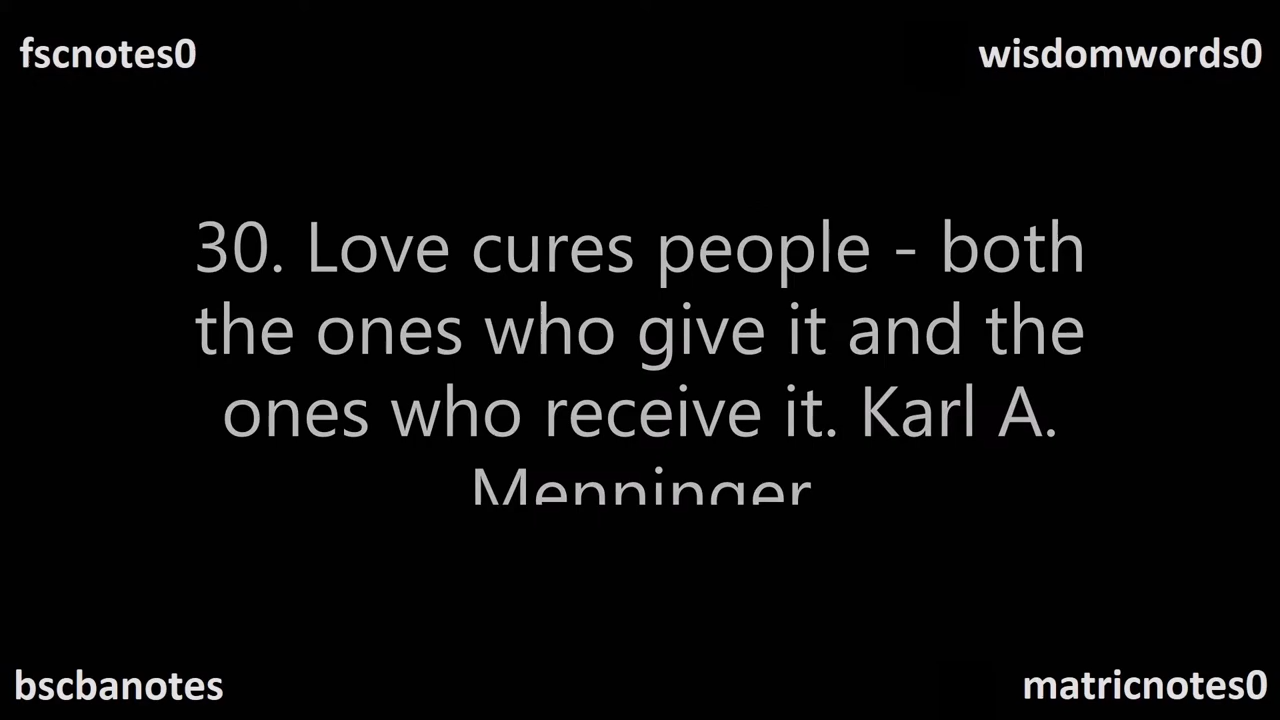 fscnotes0
wisdomwords0
30. Love cures people - both
the ones who give it and the
ones who receive it. Karl A.
Menninger
bscbanotes
matricnotes0